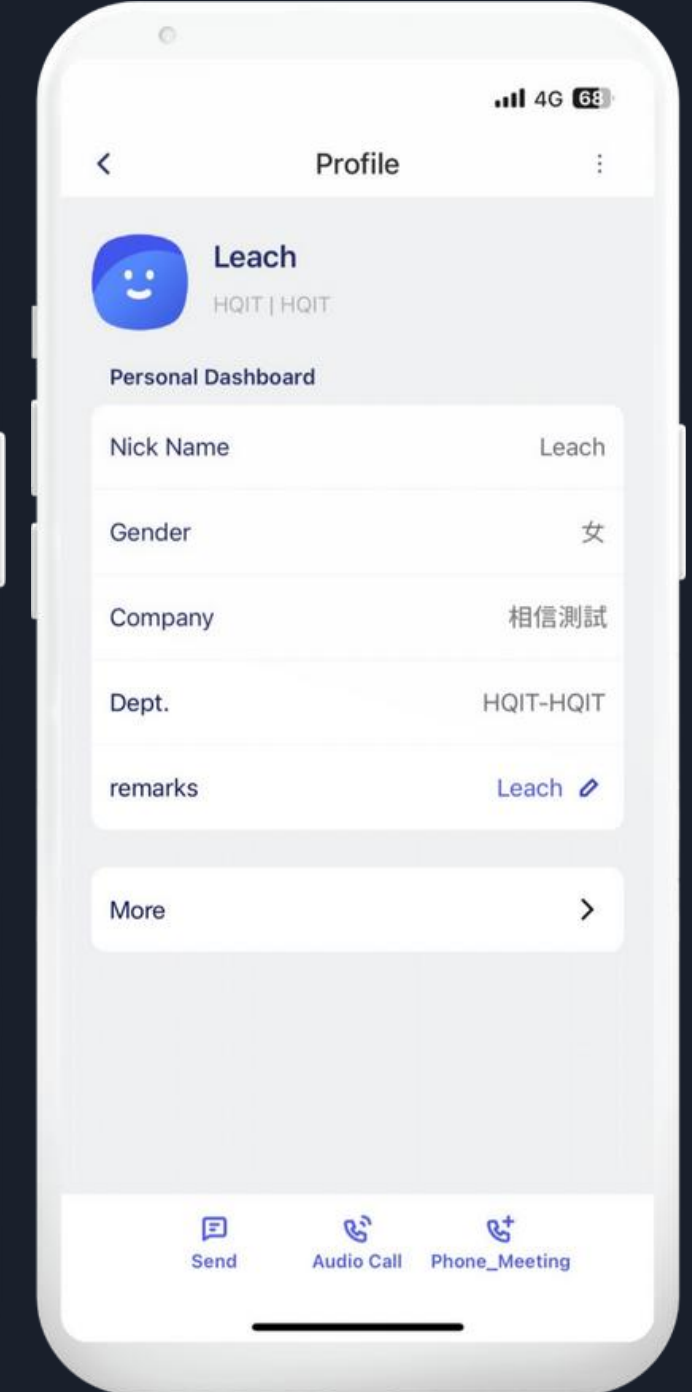 4G 68
Profile
Leach
HQIT | HQIT
Personal Dashboard
Nick Name Leach
Gender 女
Company 相信測試
Dept. HQIT-HQIT
remarks Leach
More
Send Audio Call Phone_Meeting